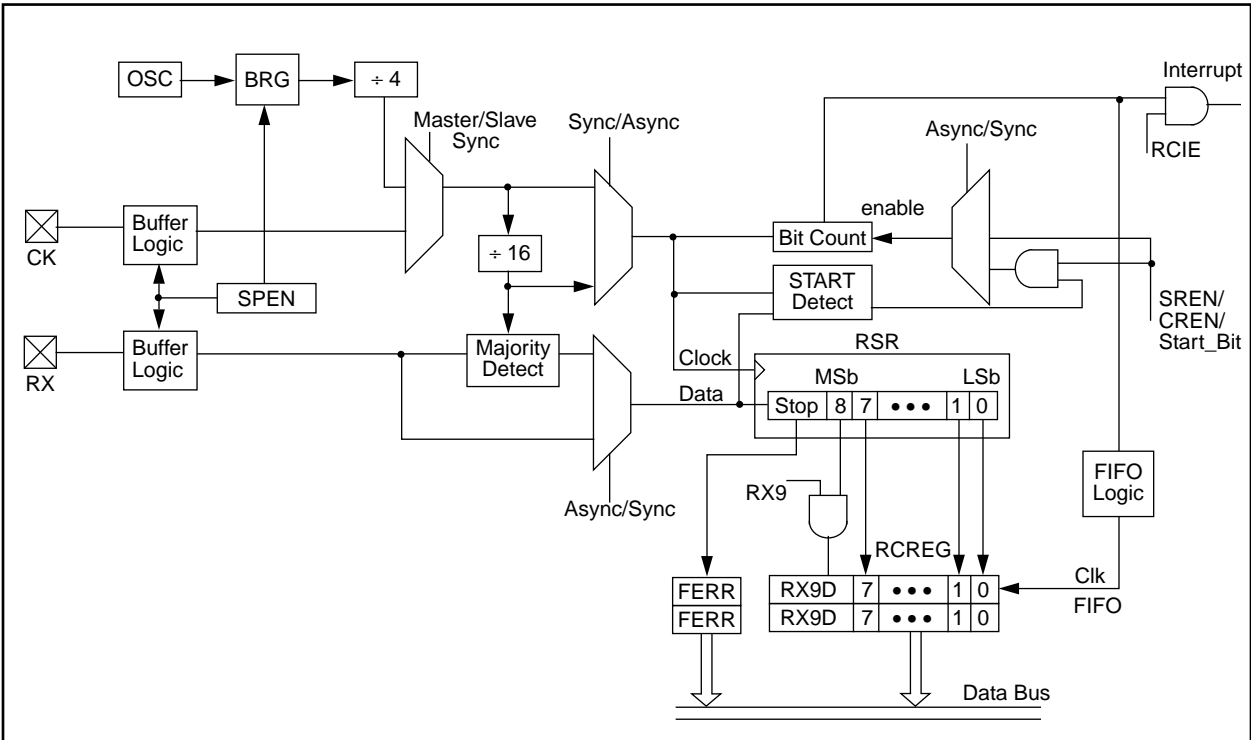 OSC
BRG
÷ 4
Master/Slave
Sync
Sync/Async
Async/Sync
Interrupt
RCIE
CK
Buffer
Logic
÷ 16
enable
Bit Count
SPEN
START
Detect
SREN/
CREN/
Start_Bit
RX
Buffer
Logic
Majority
Detect
Clock
Data
RSR
MSb
LSb
Stop 8 7 ••• 1 0
Async/Sync
RX9
FIFO
Logic
RCREG
Clk
FIFO
FERR
FERR
RX9D 7 ••• 1 0
RX9D 7 ••• 1 0
Data Bus